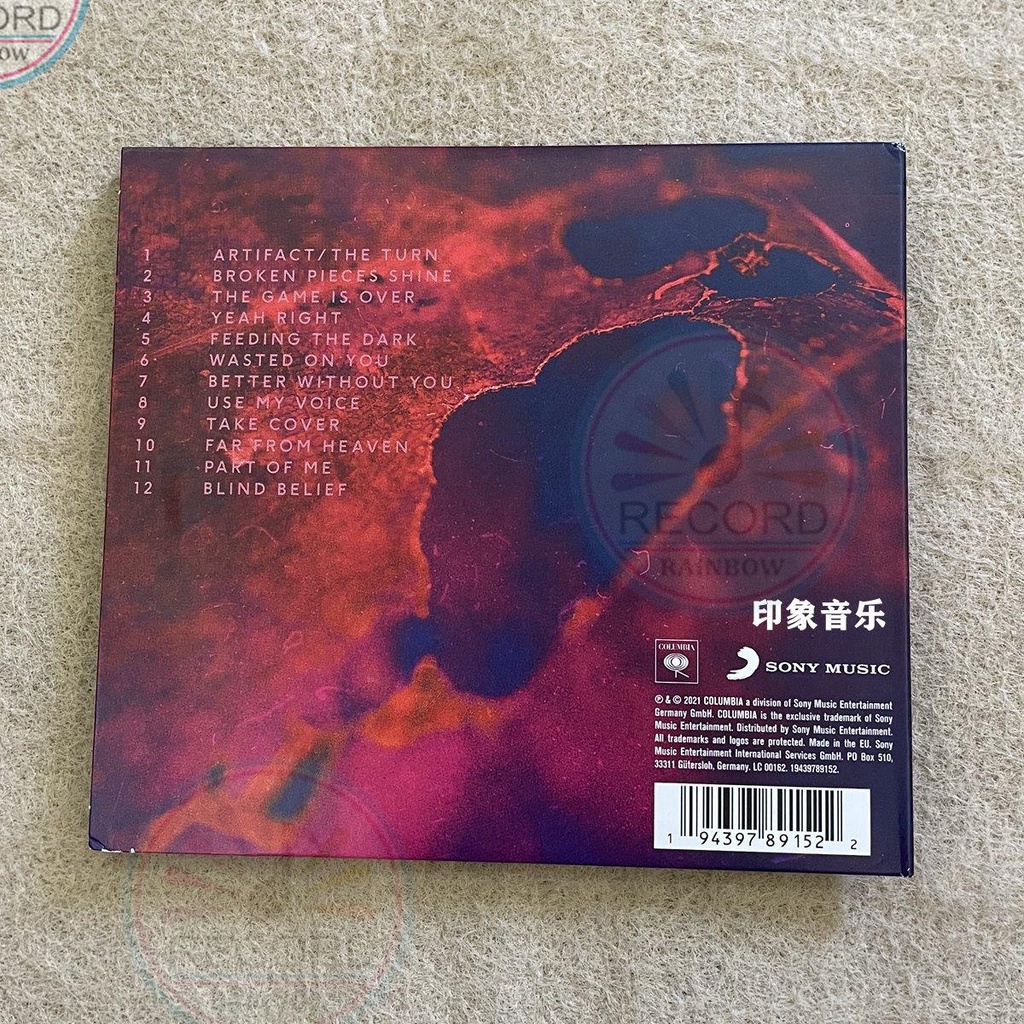 ORD
OW
1 ARTIFACT/THE TURN
2 BROKEN PIECES SHINE
3 THE GAME IS OVER
4 YEAH RIGHT
5 FEEDING THE DARK
6 WASTED ON YOU
7 BETTER WITHOUT YOU
8 USE MY VOICE
9 TAKE COVER
10 FAR FROM HEAVEN
11 PART OF ME
12 BLIND BELIEF
RECORD
RAINBOW
印象音乐
COLUMBIA
SONY MUSIC
℗ & © 2021 COLUMBIA a division of Sony Music Entertainment
Germany GmbH. COLUMBIA is the exclusive trademark of Sony
Music Entertainment. Distributed by Sony Music Entertainment.
All trademarks and logos are protected. Made in the EU. Sony
Music Entertainment International Services GmbH. PO Box 510,
33311 Gütersloh, Germany. LC 00162. 19439789152.
1 94397 89152 2